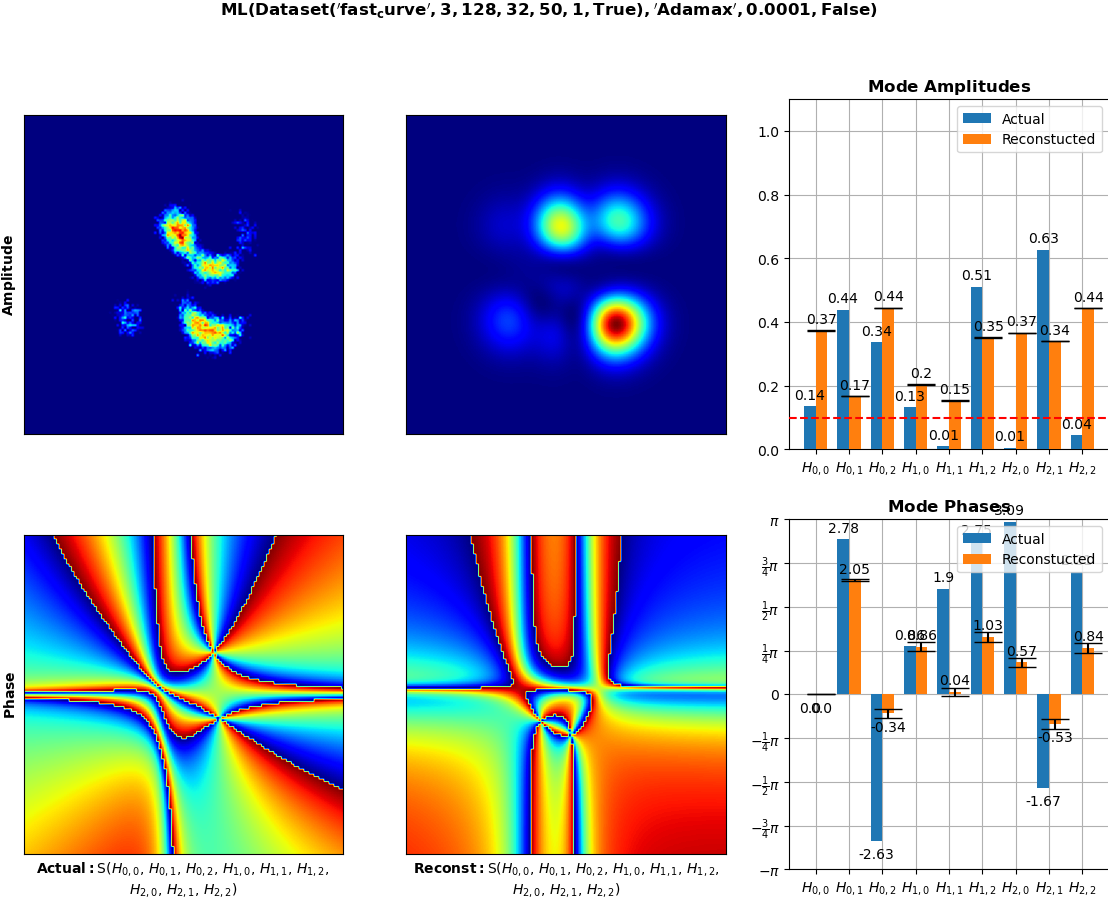 ML(Dataset('fast_curve', 3, 128, 32, 50, 1, True), 'Adamax', 0.0001, False)
Mode Amplitudes
Amplitude
Actual
Reconstucted
1.0
0.8
0.6
0.4
0.2
0.0
0.14
0.37
0.44
0.17
0.34
0.44
0.13
0.2
0.01
0.15
0.51
0.35
0.01
0.37
0.63
0.34
0.04
0.44
H0,0 H0,1 H0,2 H1,0 H1,1 H1,2 H2,0 H2,1 H2,2
Mode Phases
Phase
Actual
Reconstucted
π
3/4π
1/2π
1/4π
0
−1/4π
−1/2π
−3/4π
−π
0.0
0.0
2.78
2.05
-2.63
-0.34
0.86
0.86
1.9
0.04
2.75
1.03
3.09
0.57
-1.67
-0.53
0.84
H0,0 H0,1 H0,2 H1,0 H1,1 H1,2 H2,0 H2,1 H2,2
Actual: S(H0,0, H0,1, H0,2, H1,0, H1,1, H1,2,
H2,0, H2,1, H2,2)
Reconst: S(H0,0, H0,1, H0,2, H1,0, H1,1, H1,2,
H2,0, H2,1, H2,2)